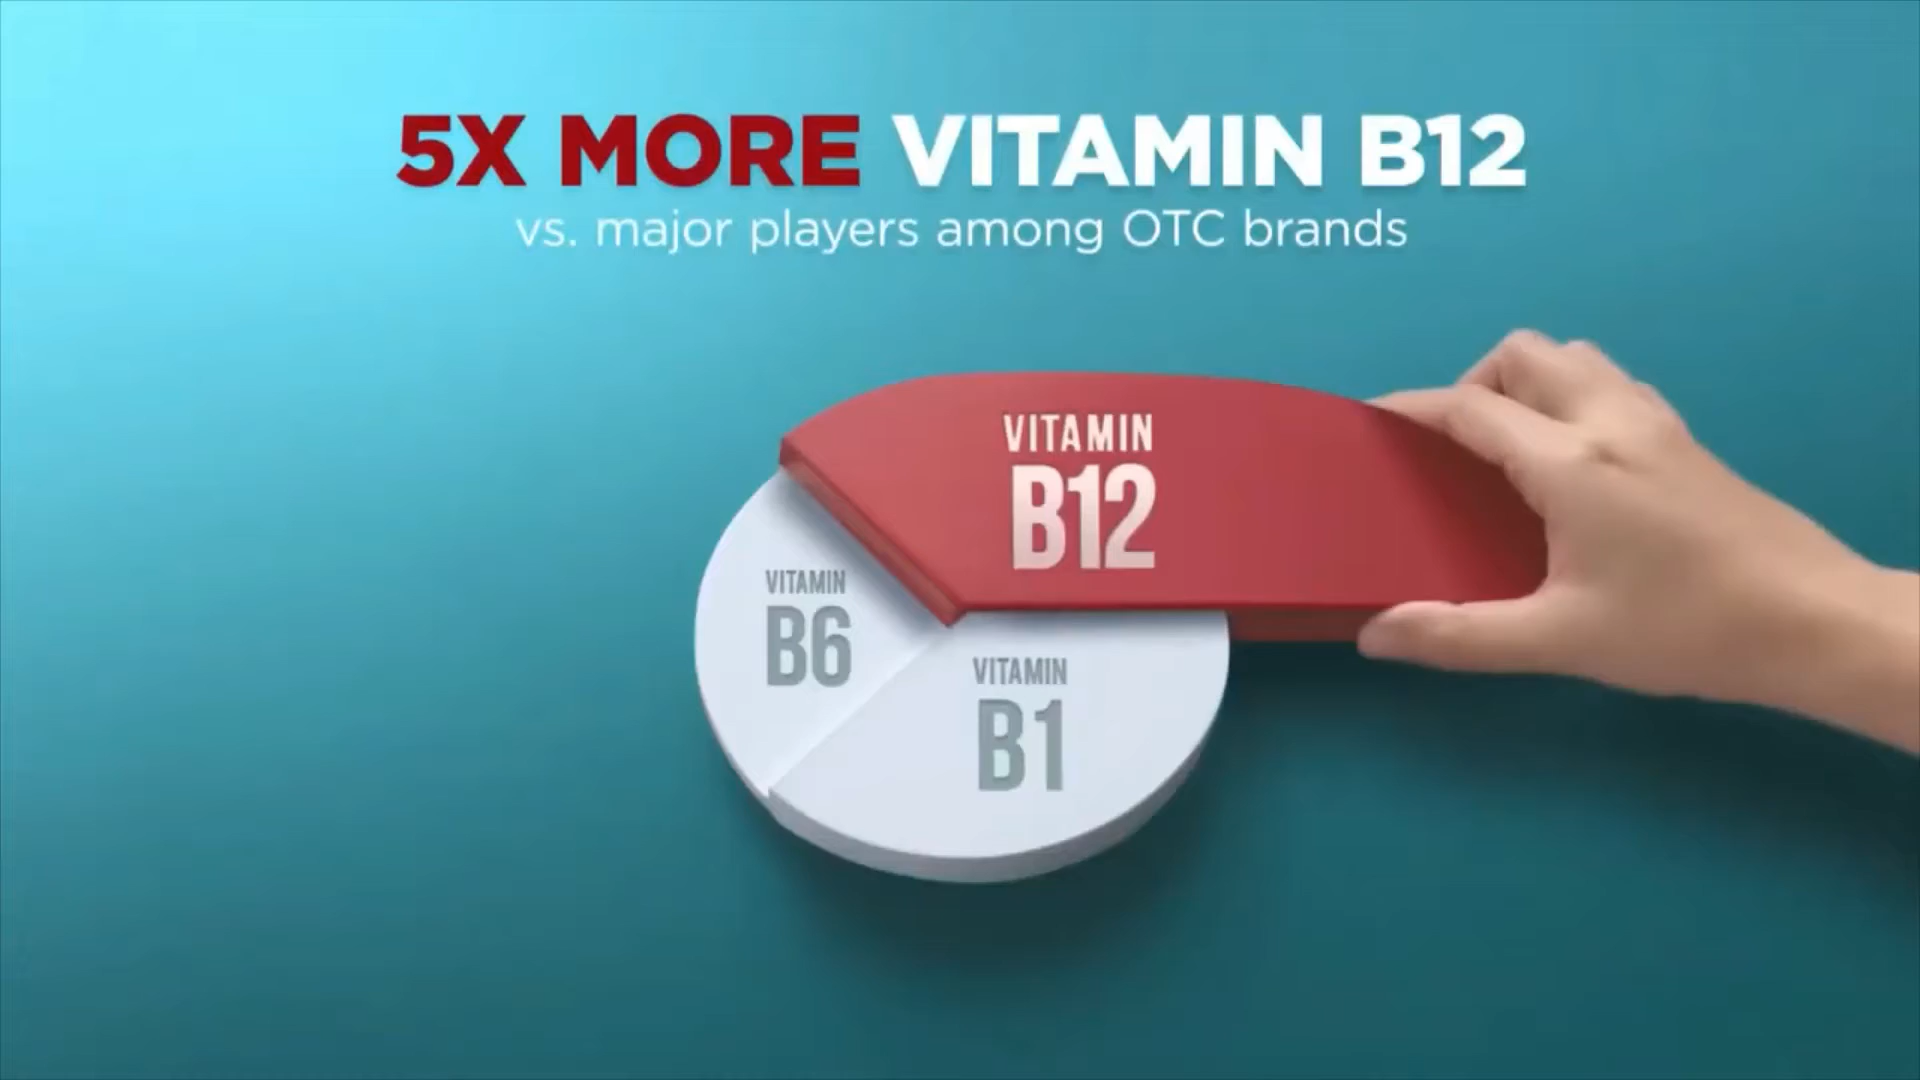 5X MORE VITAMIN B12
vs. major players among OTC brands
VITAMIN
B12
VITAMIN
B6
VITAMIN
B1